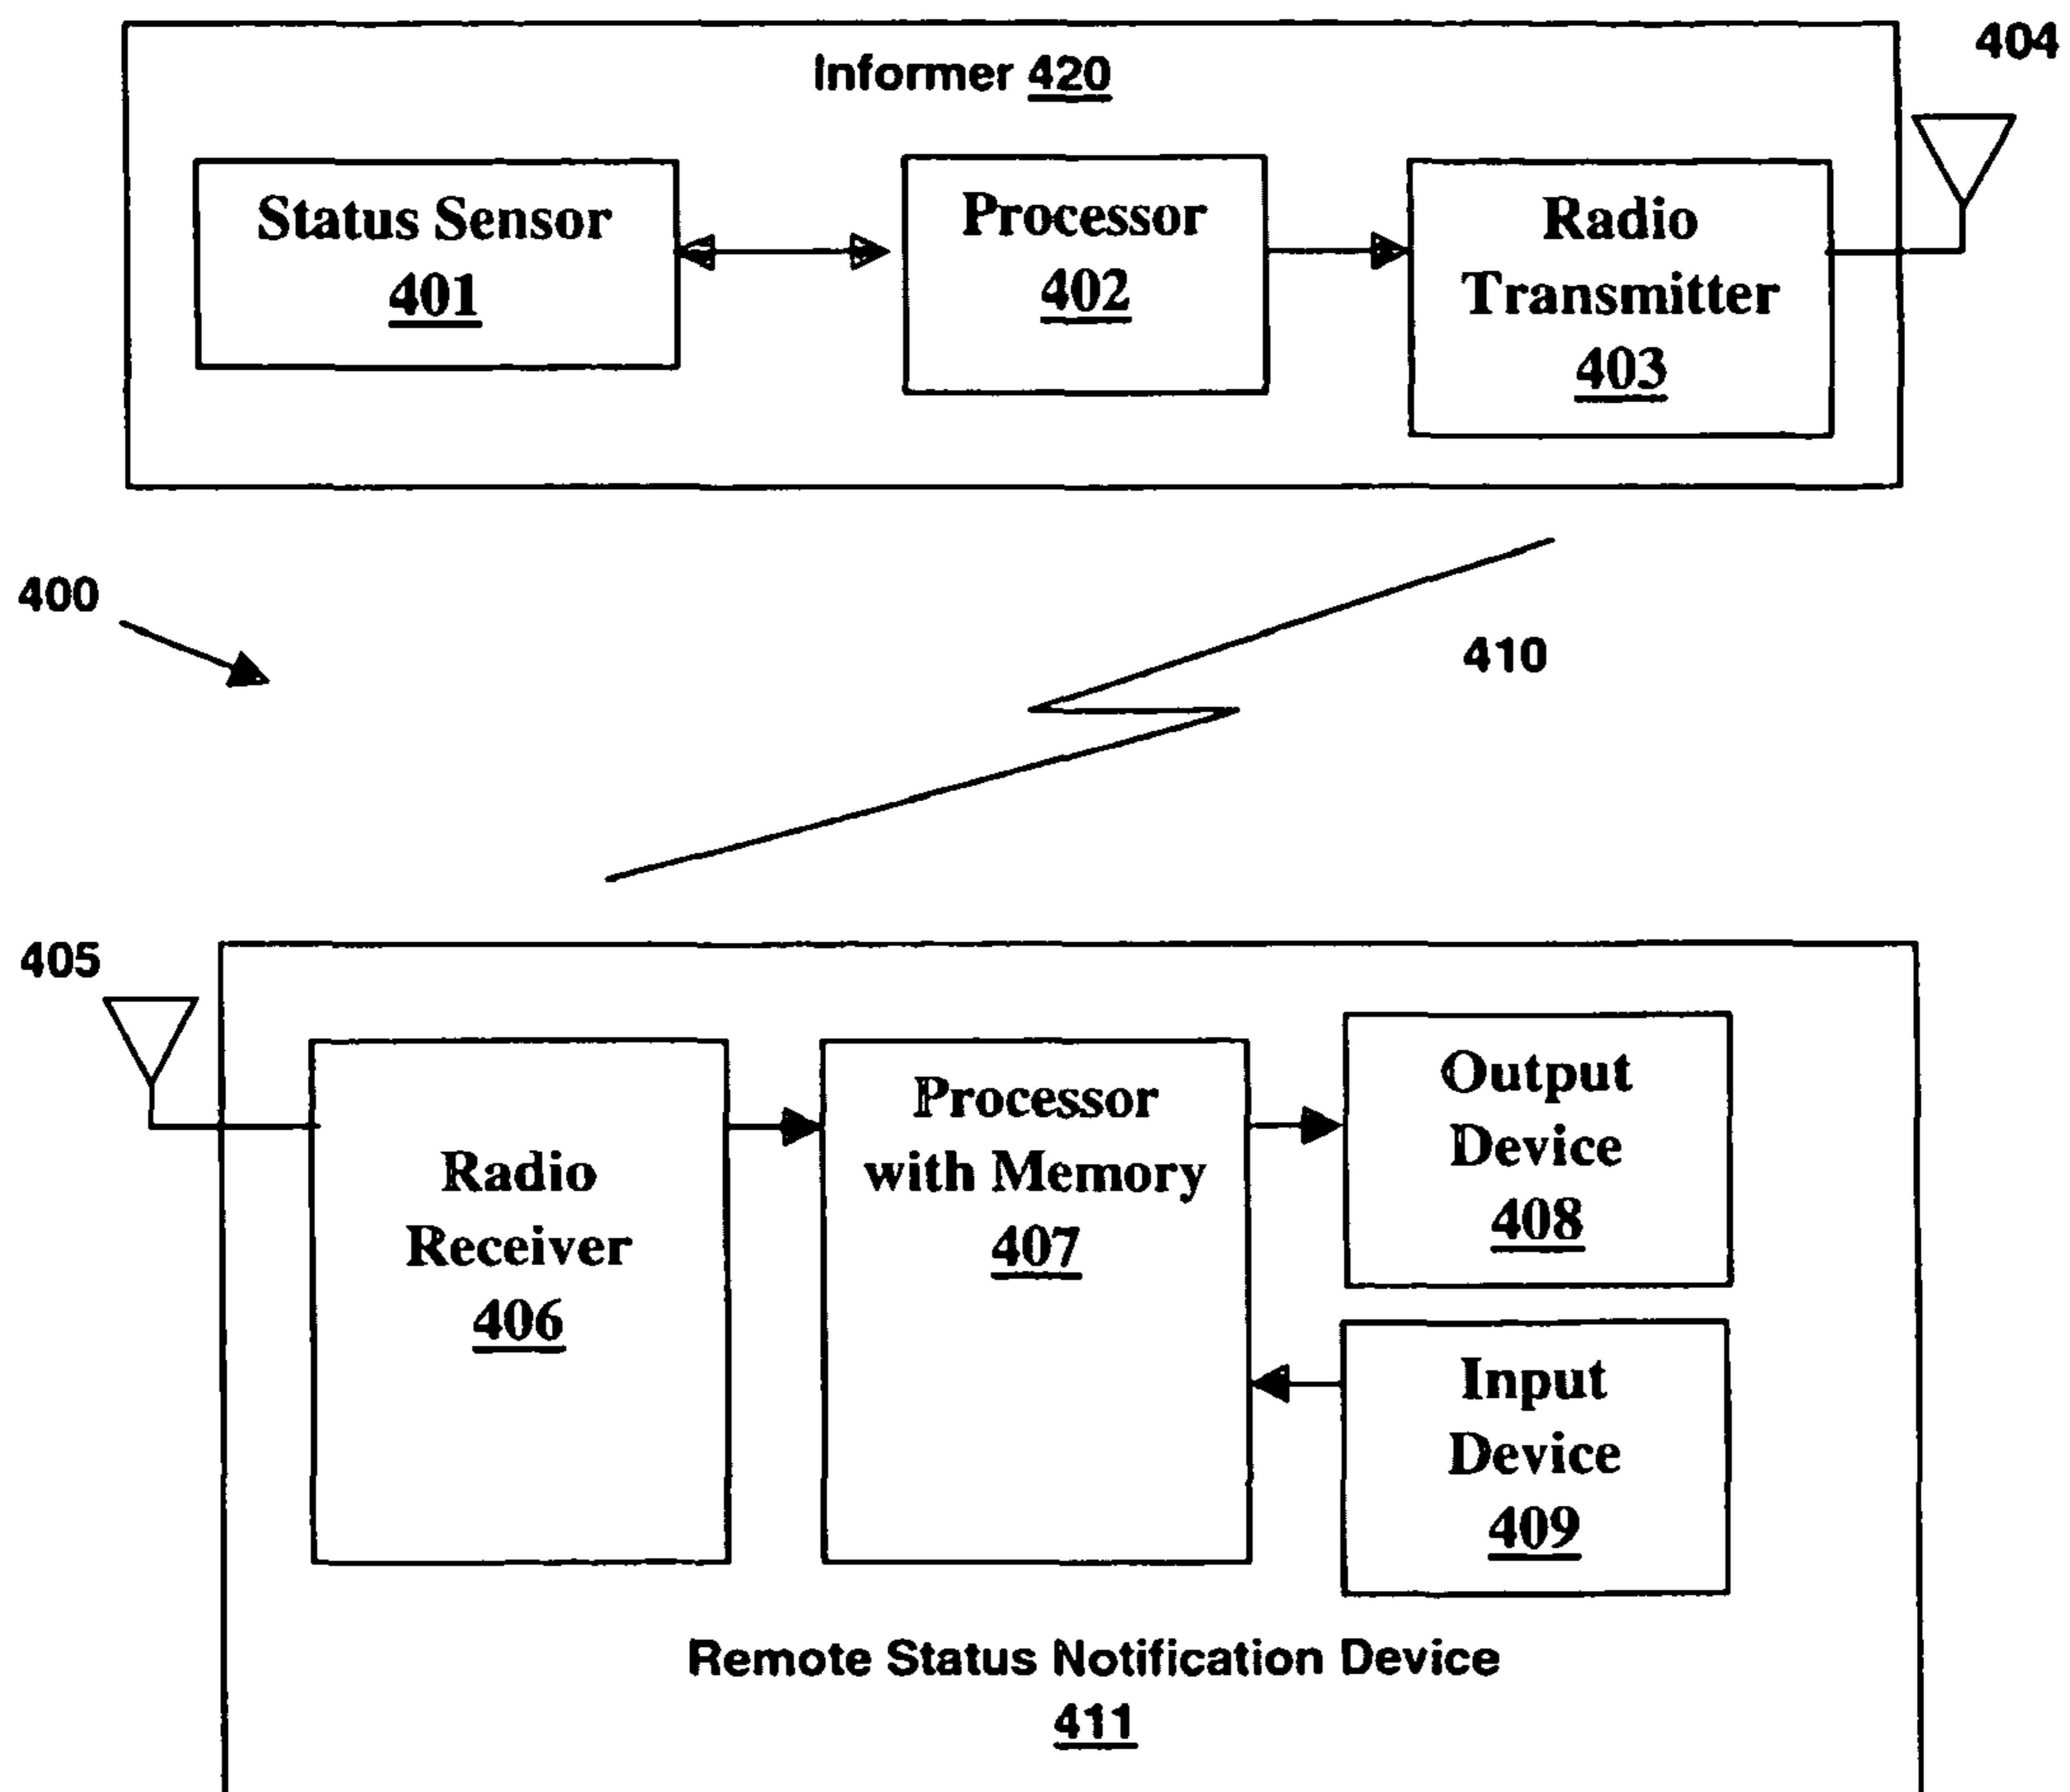 404
Informer 420
Status Sensor
401
Processor
402
Radio
Transmitter
403
400
410
405
Radio
Receiver
406
Processor
with Memory
407
Output
Device
408
Input
Device
409
Remote Status Notification Device
411